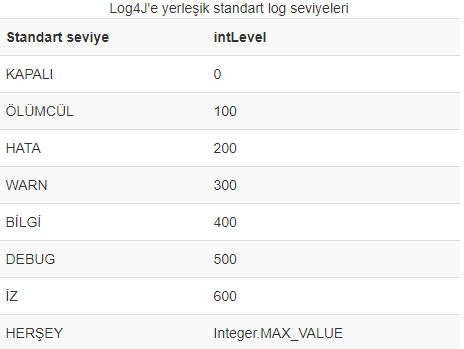 Log4J'e yerleşik standart log seviyeleri
Standart seviye intLevel
KAPALI 0
ÖLÜMCÜL 100
HATA 200
WARN 300
BİLGİ 400
DEBUG 500
İZ 600
HERŞEY Integer.MAX_VALUE